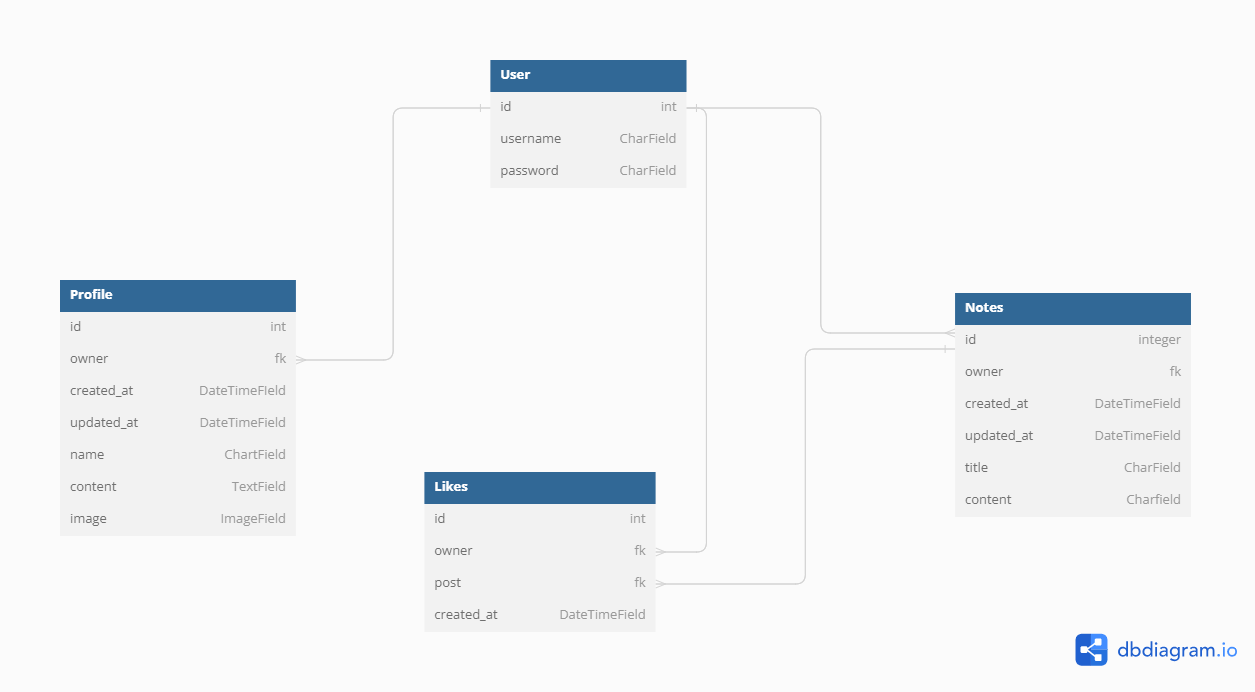 User
id int
username CharField
password CharField
Profile
id int
owner fk
created_at DateTimeField
updated_at DateTimeField
name ChartField
content TextField
image ImageField
Notes
id integer
owner fk
created_at DateTimeField
updated_at DateTimeField
title CharField
content Charfield
Likes
id int
owner fk
post fk
created_at DateTimeField
dbdiagram.io